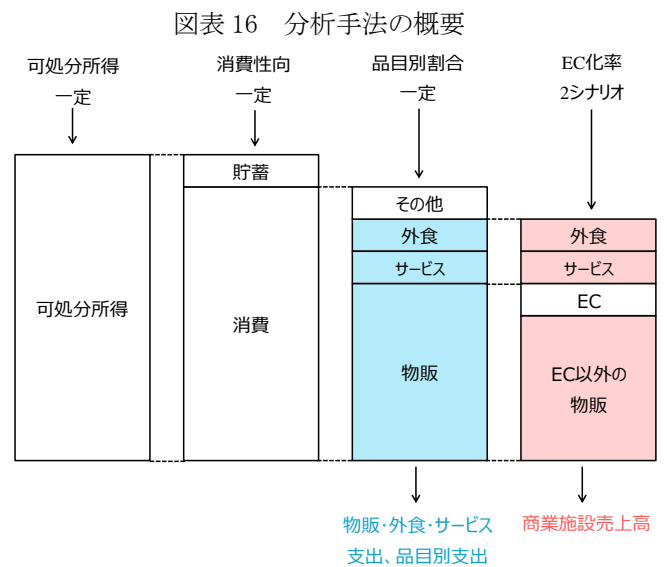 図表 16　分析手法の概要
可処分所得
一定
消費性向
一定
品目別割合
一定
EC化率
2シナリオ
可処分所得
貯蓄
消費
その他
外食
サービス
物販
外食
サービス
EC
EC以外の
物販
物販・外食・サービス
支出、品目別支出
商業施設売上高